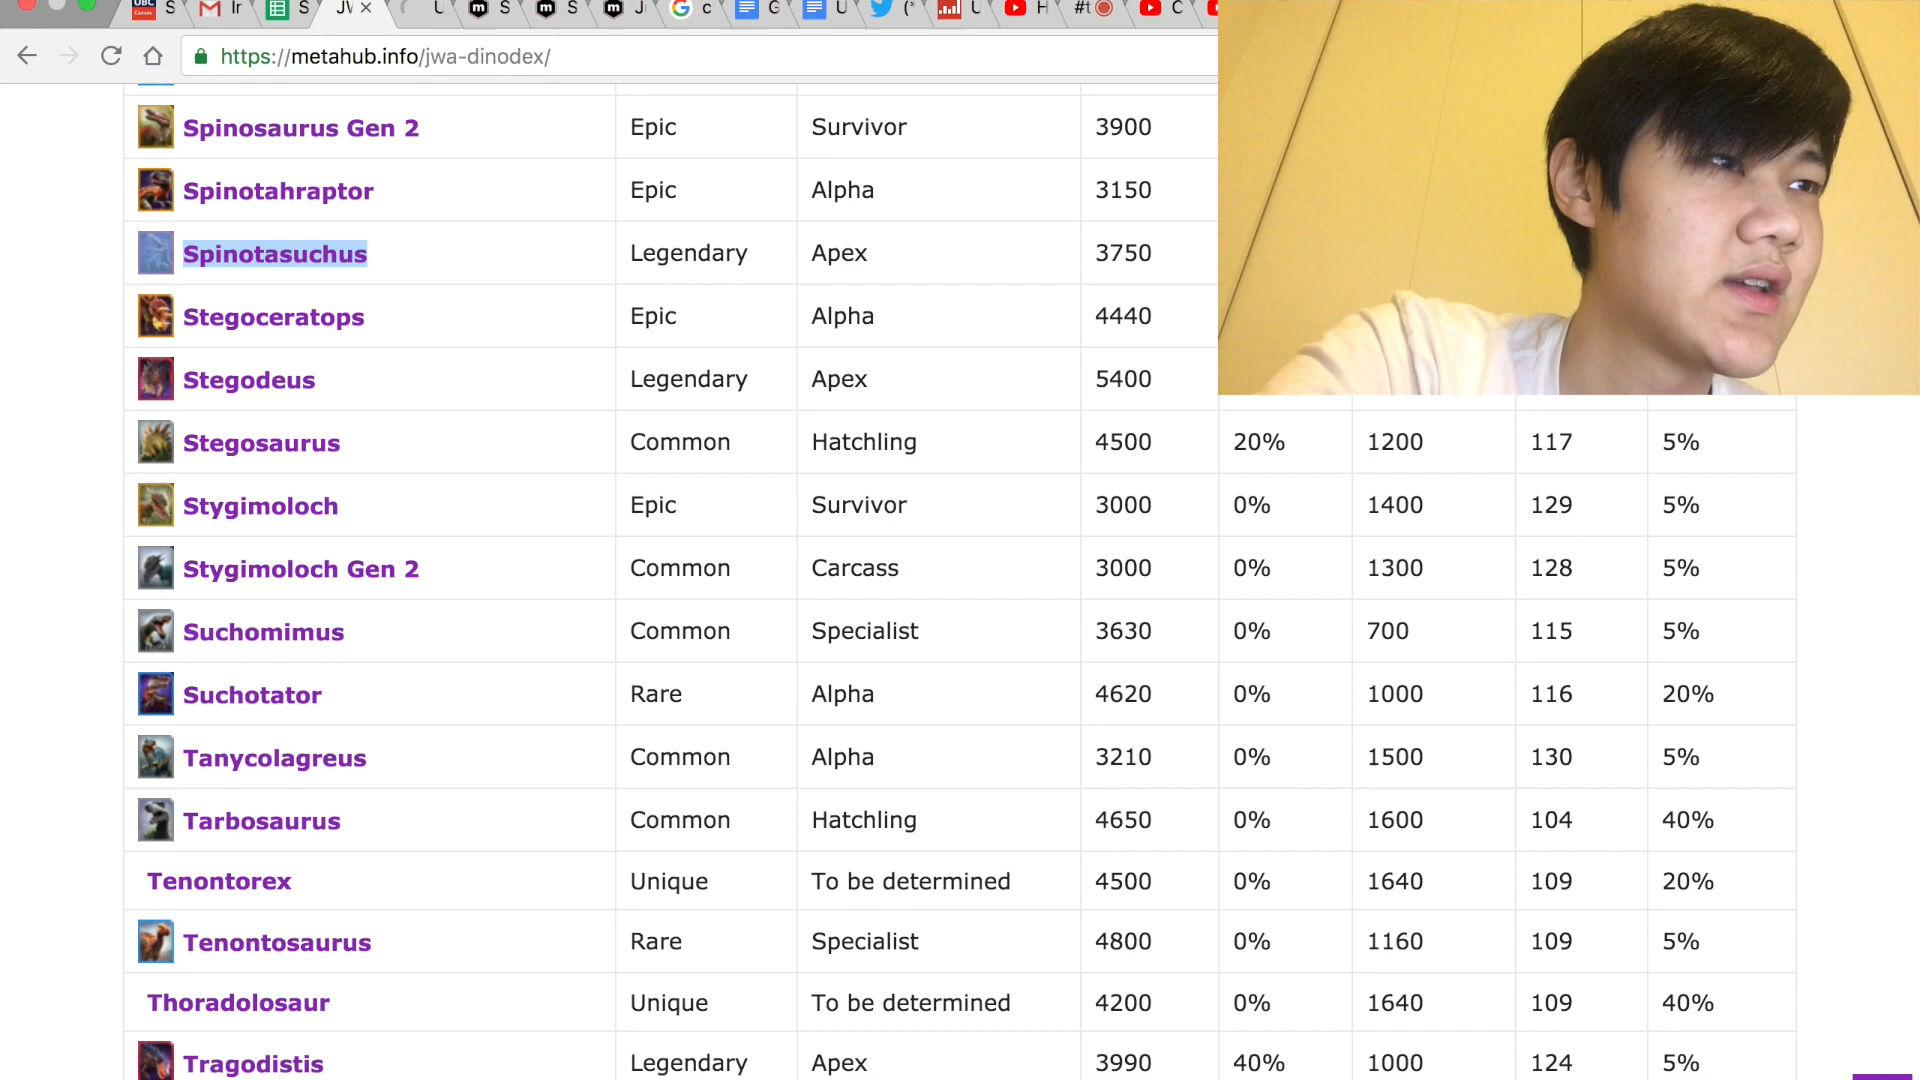 S Ir S JV U S S J c G U (* U H #t C
https://metahub.info/jwa-dinodex/
Spinosaurus Gen 2 Epic Survivor 3900
Spinotahraptor Epic Alpha 3150
Spinotasuchus Legendary Apex 3750
Stegoceratops Epic Alpha 4440
Stegodeus Legendary Apex 5400
Stegosaurus Common Hatchling 4500 20% 1200 117 5%
Stygimoloch Epic Survivor 3000 0% 1400 129 5%
Stygimoloch Gen 2 Common Carcass 3000 0% 1300 128 5%
Suchomimus Common Specialist 3630 0% 700 115 5%
Suchotator Rare Alpha 4620 0% 1000 116 20%
Tanycolagreus Common Alpha 3210 0% 1500 130 5%
Tarbosaurus Common Hatchling 4650 0% 1600 104 40%
Tenontorex Unique To be determined 4500 0% 1640 109 20%
Tenontosaurus Rare Specialist 4800 0% 1160 109 5%
Thoradolosaur Unique To be determined 4200 0% 1640 109 40%
Tragodistis Legendary Apex 3990 40% 1000 124 5%